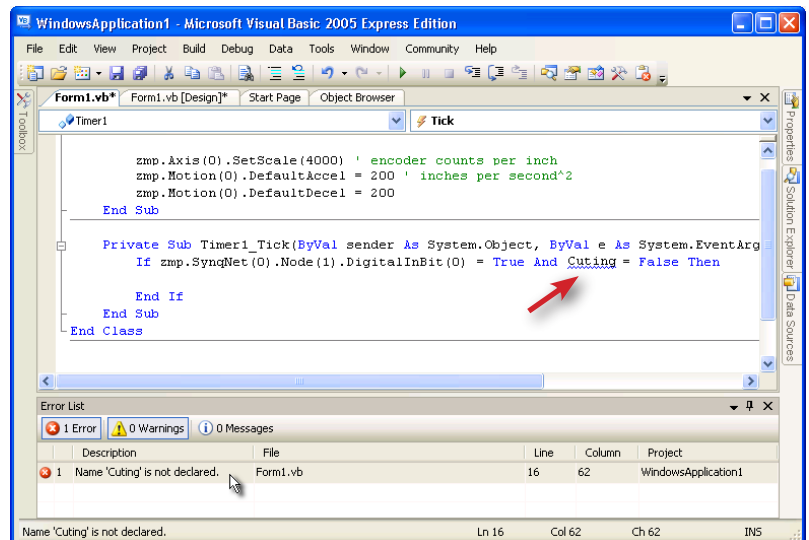 WindowsApplication1 - Microsoft Visual Basic 2005 Express Edition
File Edit View Project Build Debug Data Tools Window Community Help
Form1.vb* Form1.vb [Design]* Start Page Object Browser
Timer1 Tick
Toolbox
Properties
Solution Explorer
Data Sources
zmp.Axis(0).SetScale(4000) ' encoder counts per inch
zmp.Motion(0).DefaultAccel = 200 ' inches per second^2
zmp.Motion(0).DefaultDecel = 200
End Sub
Private Sub Timer1_Tick(ByVal sender As System.Object, ByVal e As System.EventArg
If zmp.SynqNet(0).Node(1).DigitalInBit(0) = True And Cuting = False Then
End If
End Sub
End Class
Error List
1 Error 0 Warnings 0 Messages
Description File Line Column Project
1 Name 'Cuting' is not declared. Form1.vb 16 62 WindowsApplication1
Name 'Cuting' is not declared. Ln 16 Col 62 Ch 62 INS